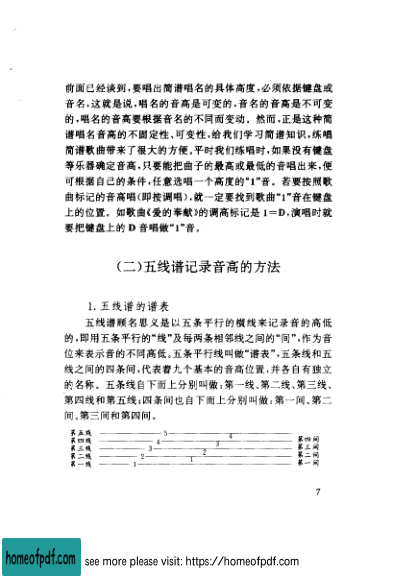 前面已经谈到,要唱出简谱唱名的具体高度,必须依据键盘或
音名,这就是说,唱名的音高是可变的,音名的音高是不可变
的,唱名的音高要根据音名的不同而变动。然而,正是这种简
谱唱名音高的不固定性、可变性,给我们学习简谱知识,练唱
简谱歌曲带来了很大的方便。平时我们练唱时,如果没有键盘
等乐器确定音高,只要能把曲子的最高或最低的音唱出来,便
可根据自己的条件,任意选唱一个高度的“1”音。若要按照歌
曲标记的音高唱(即按调唱),就一定要找到歌曲“1”音在键盘
上的位置。如歌曲《爱的奉献》的调高标记是1=D,演唱时就
要把键盘上的D音唱做“1”音。
(二)五线谱记录音高的方法
1.五线谱的谱表
五线谱顾名思义是以五条平行的横线来记录音的高低
的,即用五条平行的“线”及每两条相邻线之间的“间”,作为音
位来表示音的不同高低。五条平行线叫做“谱表”,五条线和五
线之间的四条间,代表着九个基本的音高位置,并各自有独立
的名称。五条线自下而上分别叫做:第一线、第二线、第三线、
第四线和第五线;四条间也自下而上分别叫做:第一间、第二
间、第三间和第四间。
第五线 5
第四线 4 4 第四间
第三线 3 3 第三间
第二线 2 2 第二间
第一线 1 1 第一间
7
homeofpdf.com see more please visit: https://homeofpdf.com